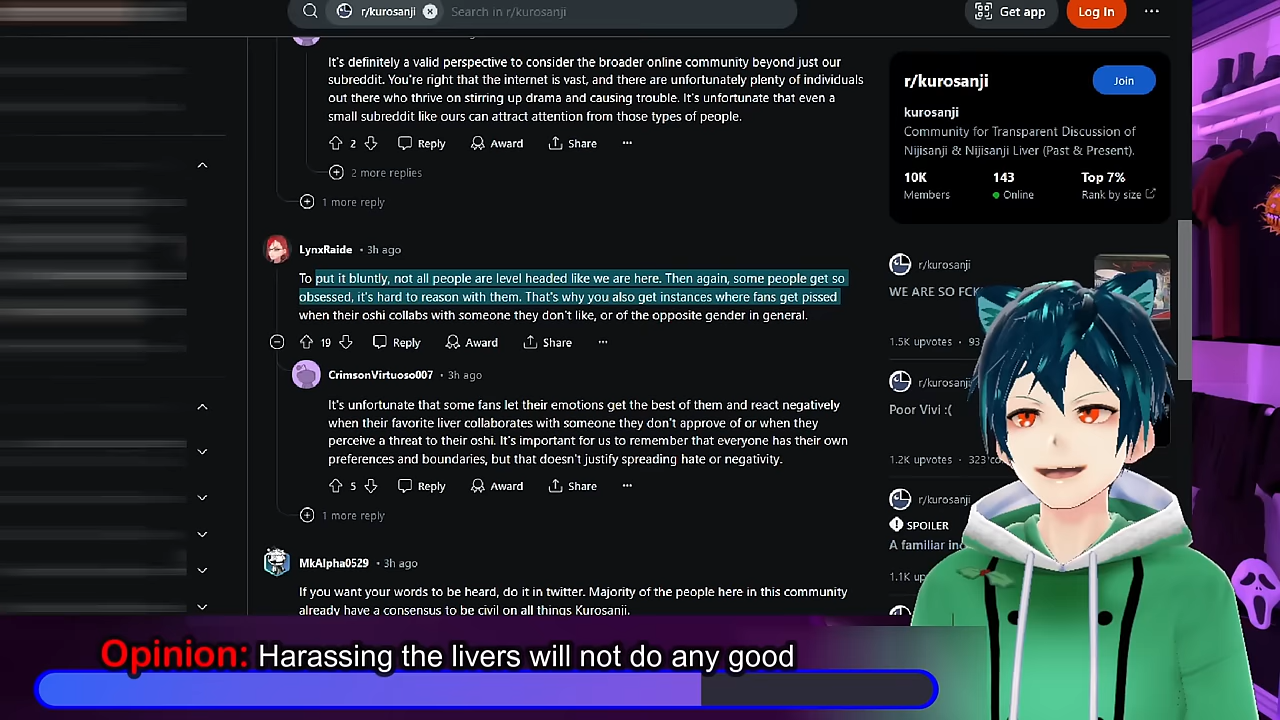 r/kurosanji
Search in r/kurosanji
Get app
Log In
It's definitely a valid perspective to consider the broader online community beyond just our
subreddit. You're right that the internet is vast, and there are unfortunately plenty of individuals
out there who thrive on stirring up drama and causing trouble. It's unfortunate that even a
small subreddit like ours can attract attention from those types of people.
2
Reply
Award
Share
2 more replies
1 more reply
LynxRaide • 3h ago
To put it bluntly, not all people are level headed like we are here. Then again, some people get so
obsessed, it's hard to reason with them. That's why you also get instances where fans get pissed
when their oshi collabs with someone they don't like, or of the opposite gender in general.
19
Reply
Award
Share
CrimsonVirtuoso007 • 3h ago
It's unfortunate that some fans let their emotions get the best of them and react negatively
when their favorite liver collaborates with someone they don't approve of or when they
perceive a threat to their oshi. It's important for us to remember that everyone has their own
preferences and boundaries, but that doesn't justify spreading hate or negativity.
5
Reply
Award
Share
1 more reply
MkAlpha0529 • 3h ago
If you want your words to be heard, do it in twitter. Majority of the people here in this community
already have a consensus to be civil on all things Kurosanji.
r/kurosanji
Join
kurosanji
Community for Transparent Discussion of
Nijisanji & Nijisanji Liver (Past & Present).
10K
143
Top 7%
Members
Online
Rank by size
r/kurosanji
WE ARE SO
1.5K upvotes • 93
r/kurosanji
Poor Vivi :(
1.2K upvotes • 323
r/kurosanji
SPOILER
A familiar
1.1K
Opinion: Harassing the livers will not do any good